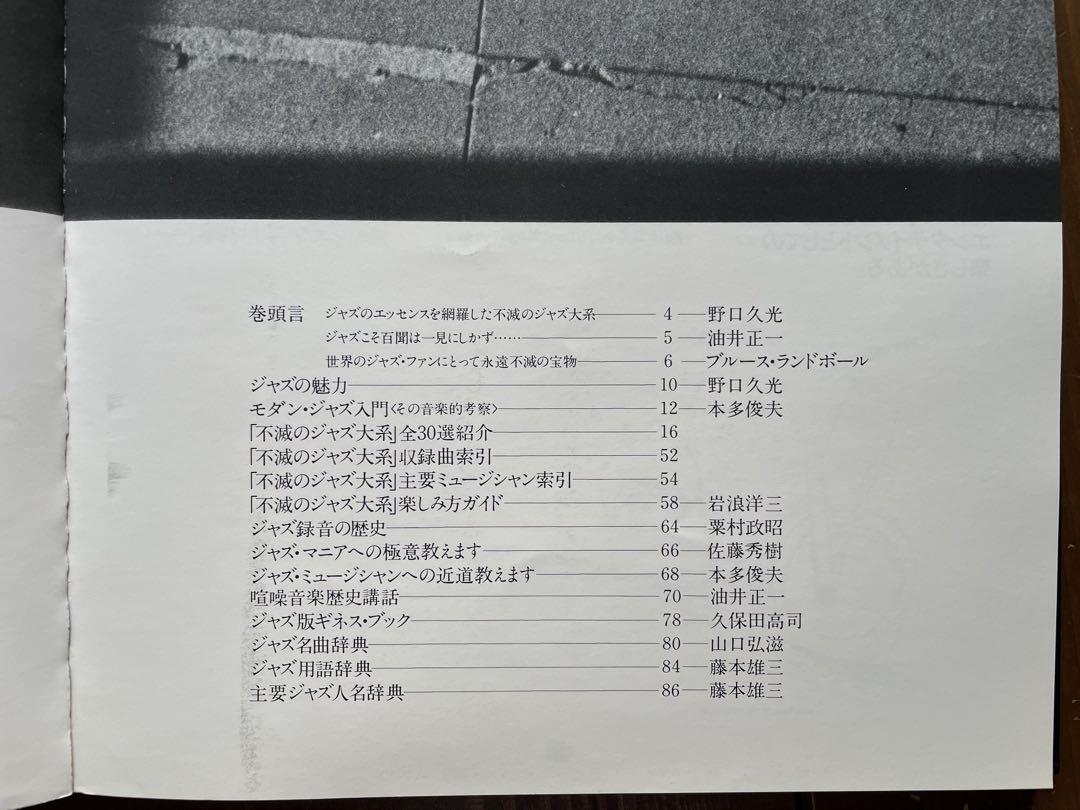 巻頭言 ジャズのエッセンスを網羅した不滅のジャズ大系 4 野口久光
ジャズこそ百聞は一見にしかず…… 5 油井正一
世界のジャズ・ファンにとって永遠不滅の宝物 6 ブルース・ランドボール
ジャズの魅力 10 野口久光
モダン・ジャズ入門〈その音楽的考察〉 12 本多俊夫
「不滅のジャズ大系」全30選紹介 16
「不滅のジャズ大系」収録曲索引 52
「不滅のジャズ大系」主要ミュージシャン索引 54
「不滅のジャズ大系」楽しみ方ガイド 58 岩浪洋三
ジャズ録音の歴史 64 粟村政昭
ジャズ・マニアへの極意教えます 66 佐藤秀樹
ジャズ・ミュージシャンへの近道教えます 68 本多俊夫
喧噪音楽歴史講話 70 油井正一
ジャズ版ギネス・ブック 78 久保田高司
ジャズ名曲辞典 80 山口弘滋
ジャズ用語辞典 84 藤本雄三
主要ジャズ人名辞典 86 藤本雄三